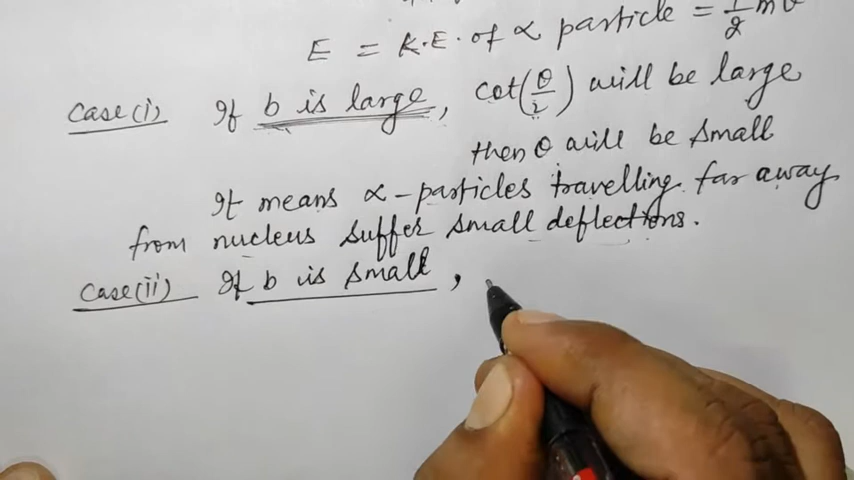 E = K.E. of α particle = 1/2 mv
Case(i) If b is large, cot(θ/2) will be large
then θ will be small
It means α-particles travelling far away
from nucleus suffer small deflections.
Case(ii) If b is small,